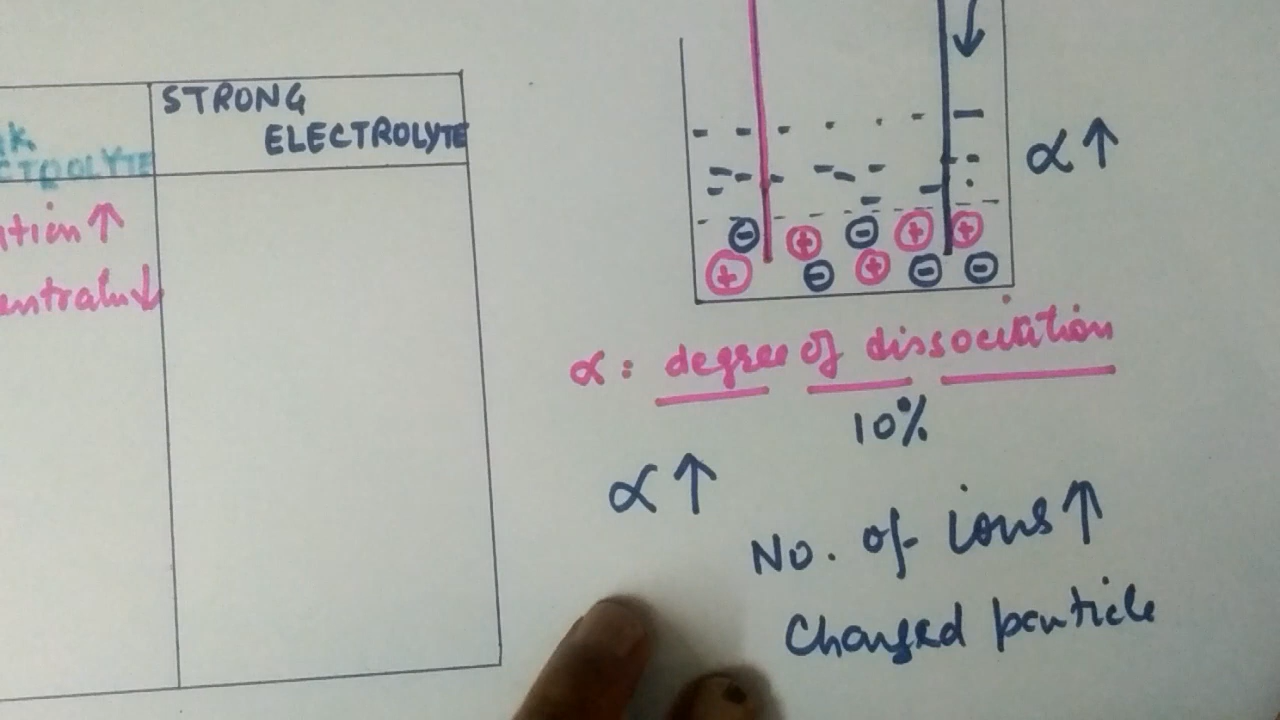 STRONG
ELECTROLYTE
α ↑
α : degree of dissociation
10%
α ↑
No. of ions ↑
Charged particle